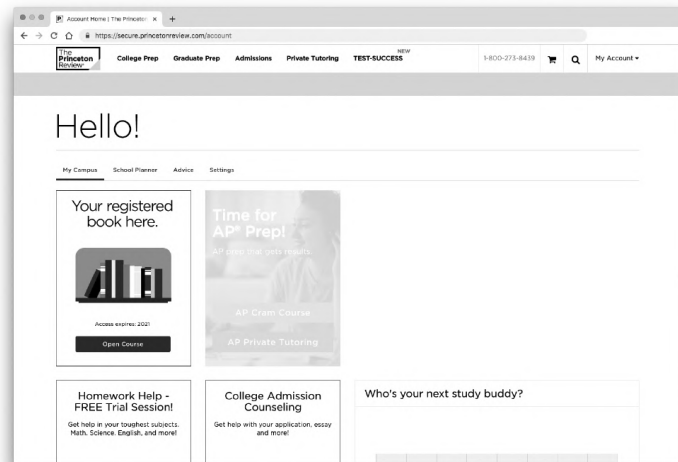 Account Home | The Princeton
https://secure.princetonreview.com/account
The
Princeton
Review
College Prep
Graduate Prep
Admissions
Private Tutoring
NEW
TEST-SUCCESS
1-800-273-8439
My Account
Hello!
My Campus
School Planner
Advice
Settings
Your registered
book here.
Access expires: 2021
Open Course
Time for
AP® Prep!
AP prep that gets results.
AP Cram Course
AP Private Tutoring
Homework Help -
FREE Trial Session!
Get help in your toughest subjects.
Math, Science, English, and more!
College Admission
Counseling
Get help with your application, essay
and more!
Who's your next study buddy?